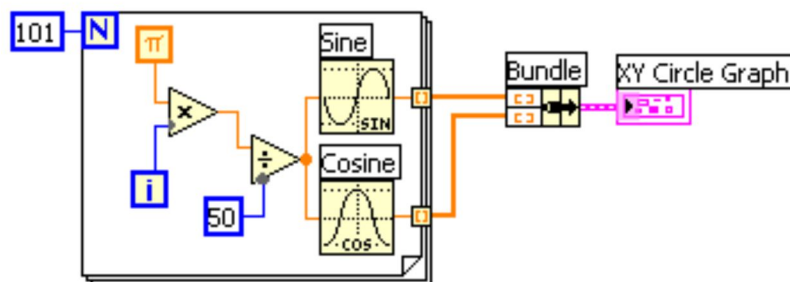 101
N
π
Sine
SIN
Bundle
XY Circle Graph
×
÷
i
50
Cosine
COS